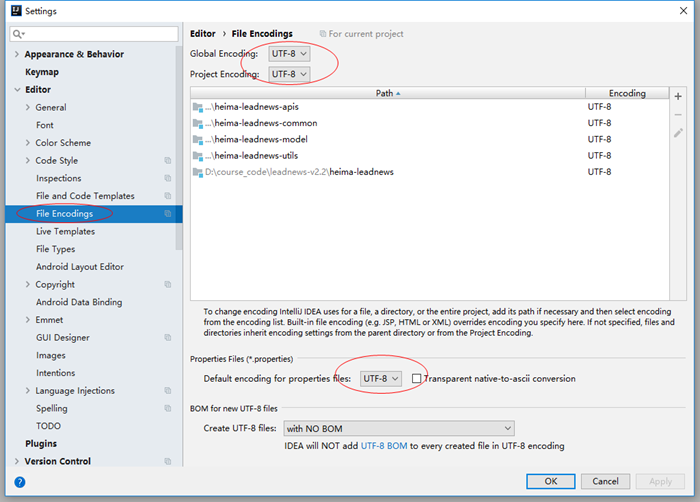 Settings
Appearance & Behavior
Keymap
Editor
General
Font
Color Scheme
Code Style
Inspections
File and Code Templates
File Encodings
Live Templates
File Types
Android Layout Editor
Copyright
Android Data Binding
Emmet
GUI Designer
Images
Intentions
Language Injections
Spelling
TODO
Plugins
Version Control
Editor › File Encodings For current project
Global Encoding: UTF-8
Project Encoding: UTF-8
Path Encoding
...\heima-leadnews-apis UTF-8
...\heima-leadnews-common UTF-8
...\heima-leadnews-model UTF-8
...\heima-leadnews-utils UTF-8
D:\course_code\leadnews-v2.2\heima-leadnews UTF-8
To change encoding IntelliJ IDEA uses for a file, a directory, or the entire project, add its path if necessary and then select encoding
from the encoding list. Built-in file encoding (e.g. JSP, HTML or XML) overrides encoding you specify here. If not specified, files and
directories inherit encoding settings from the parent directory or from the Project Encoding.
Properties Files (*.properties)
Default encoding for properties files: UTF-8 Transparent native-to-ascii conversion
BOM for new UTF-8 files
Create UTF-8 files: with NO BOM
IDEA will NOT add UTF-8 BOM to every created file in UTF-8 encoding
? OK Cancel Apply